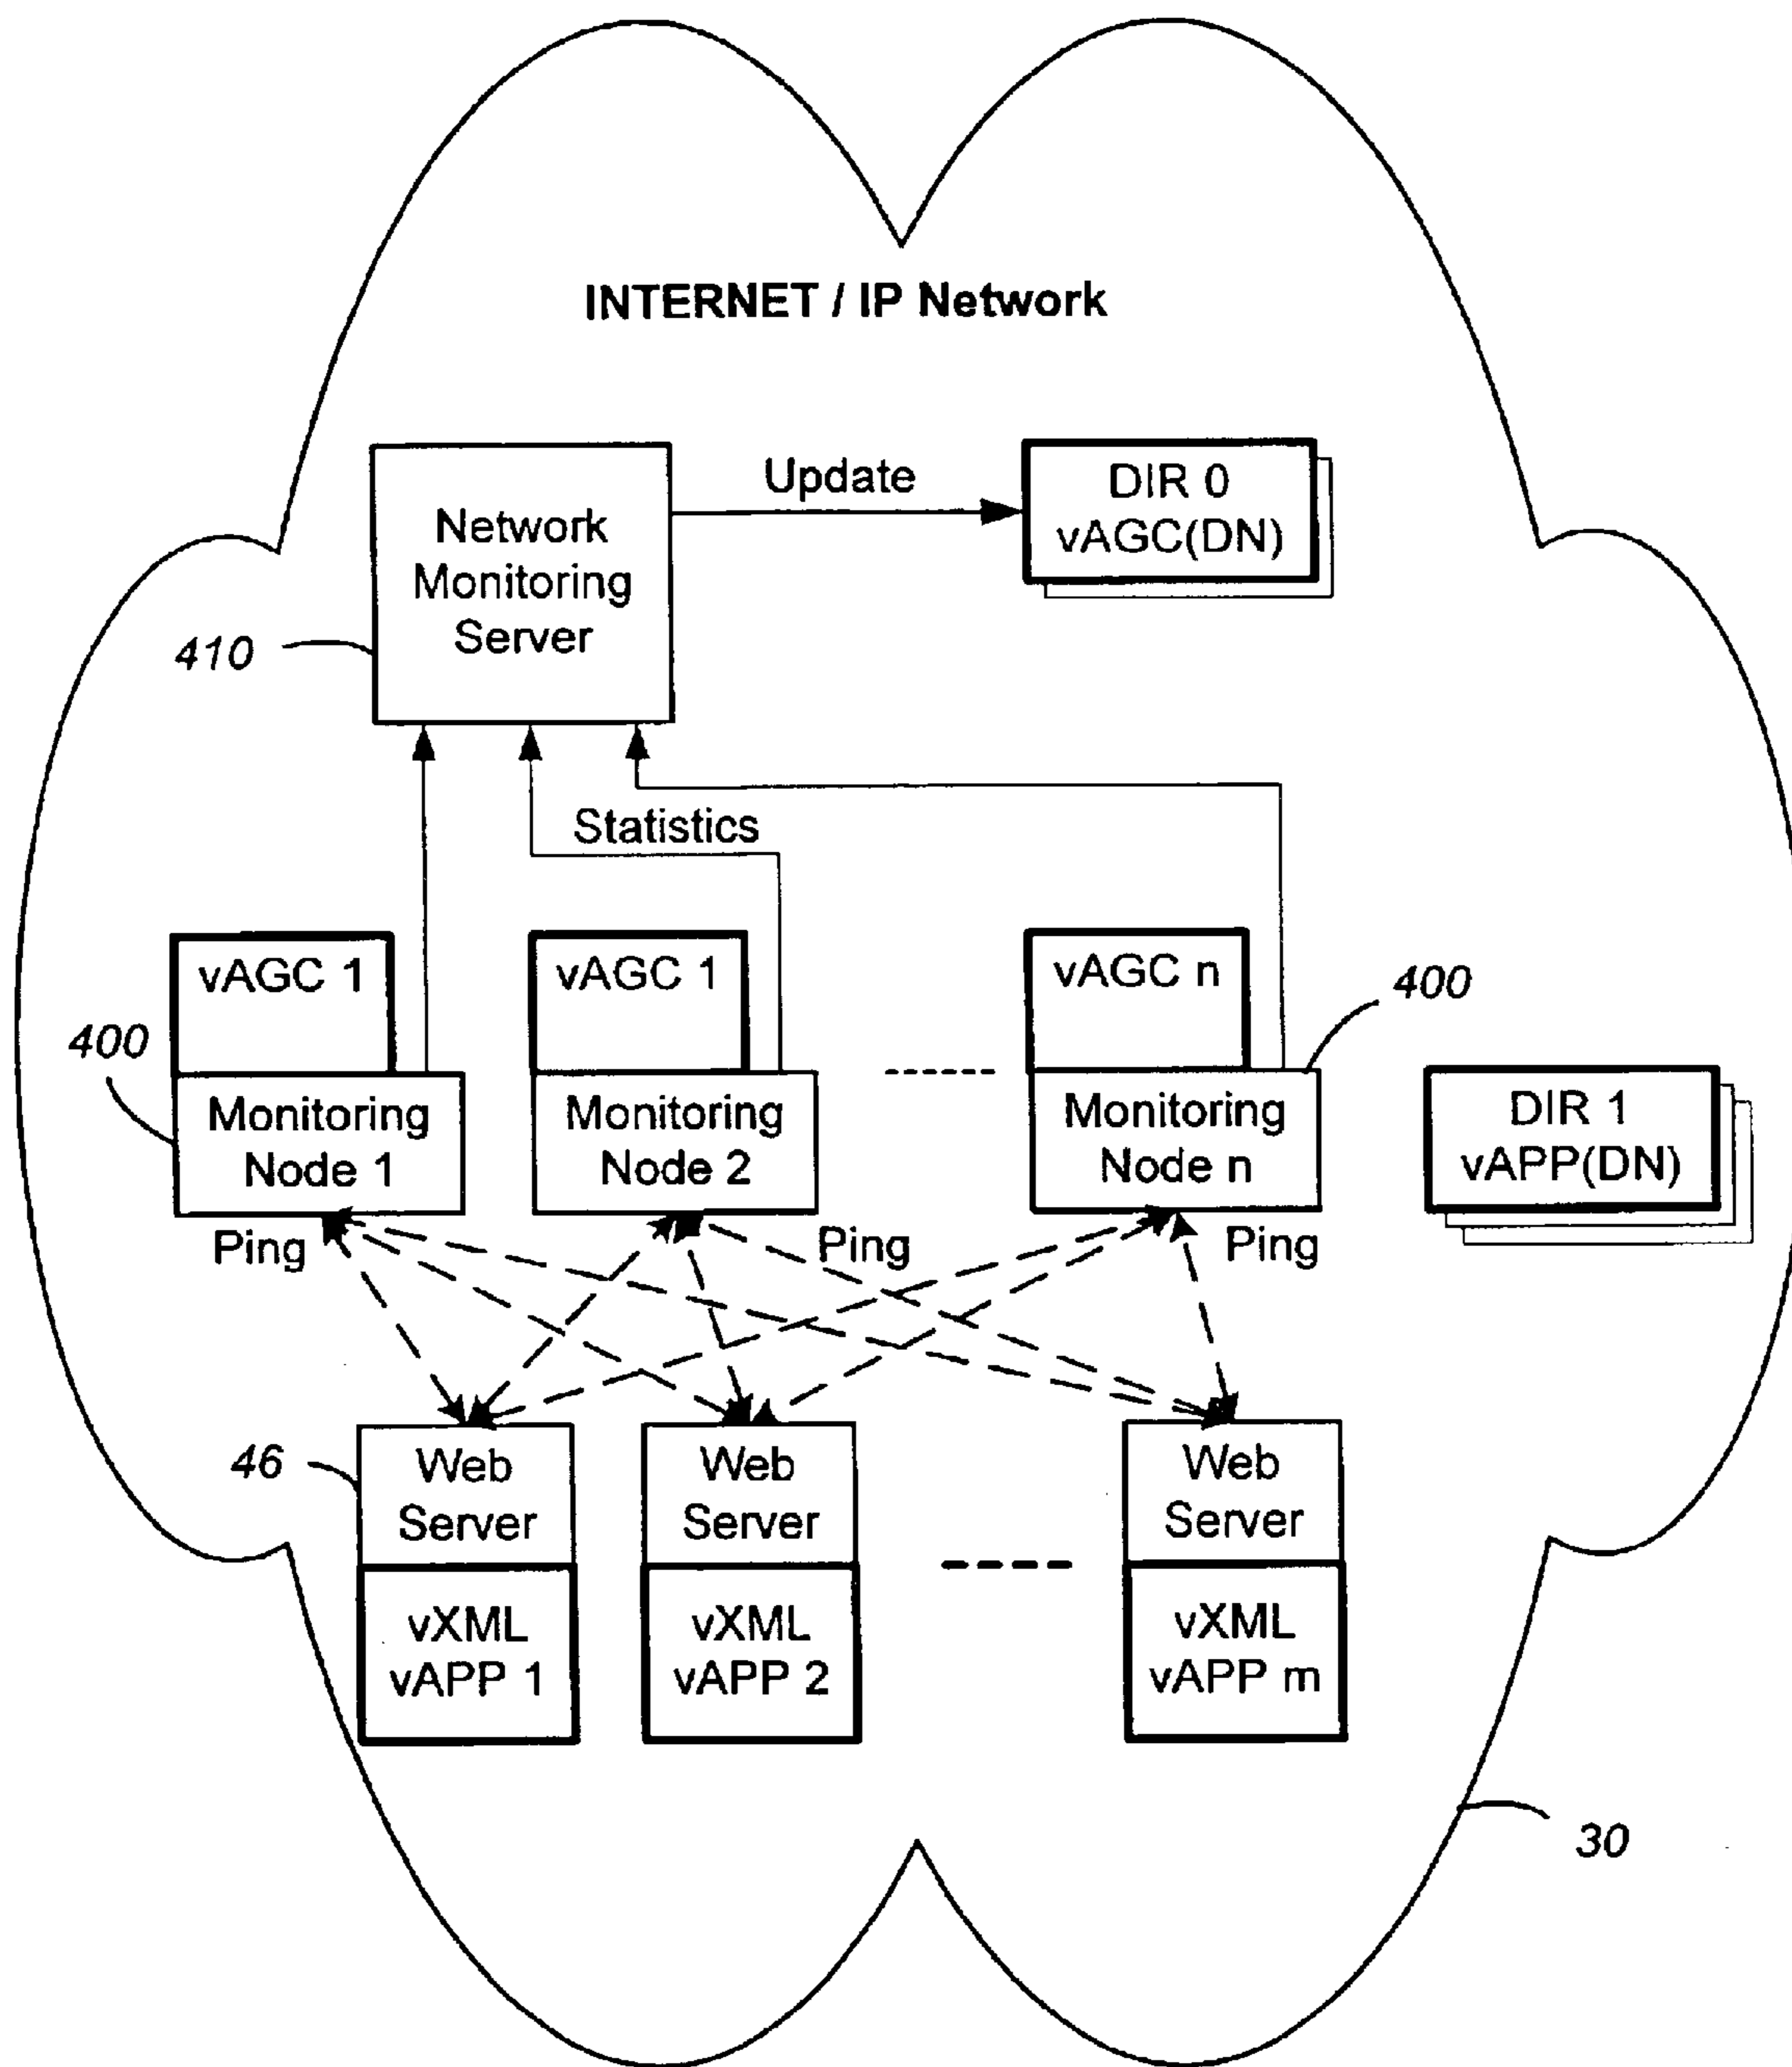 INTERNET / IP Network
Network
Monitoring
Server
Update
DIR 0
vAGC(DN)
410
Statistics
vAGC 1
vAGC 1
vAGC n
400
400
Monitoring
Node 1
Monitoring
Node 2
Monitoring
Node n
DIR 1
vAPP(DN)
Ping
Ping
Ping
46
Web
Server
Web
Server
Web
Server
vXML
vAPP 1
vXML
vAPP 2
vXML
vAPP m
30